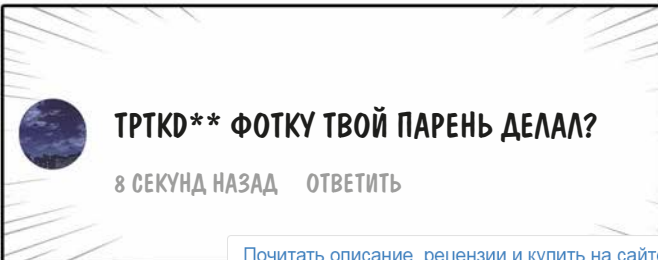 TPTKD** ФОТКУ ТВОЙ ПАРЕНЬ ДЕЛАЛ?
8 СЕКУНД НАЗАД ОТВЕТИТЬ
Почитать описание, рецензии и купить на сайте